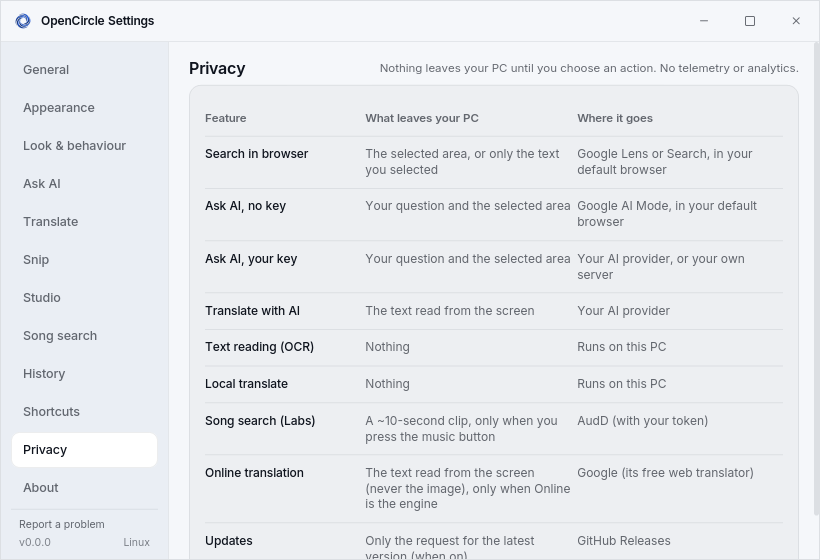 OpenCircle Settings
General
Appearance
Look & behaviour
Ask AI
Translate
Snip
Studio
Song search
History
Shortcuts
Privacy
About
Report a problem
v0.0.0 Linux
Privacy
Nothing leaves your PC until you choose an action. No telemetry or analytics.
Feature What leaves your PC Where it goes
Search in browser
The selected area, or only the text
you selected
Google Lens or Search, in your
default browser
Ask AI, no key
Your question and the selected area
Google AI Mode, in your default
browser
Ask AI, your key
Your question and the selected area
Your AI provider, or your own
server
Translate with AI
The text read from the screen
Your AI provider
Text reading (OCR)
Nothing
Runs on this PC
Local translate
Nothing
Runs on this PC
Song search (Labs)
A ~10-second clip, only when you
press the music button
AudD (with your token)
Online translation
The text read from the screen
(never the image), only when Online
is the engine
Google (its free web translator)
Updates
Only the request for the latest
version (when on)
GitHub Releases